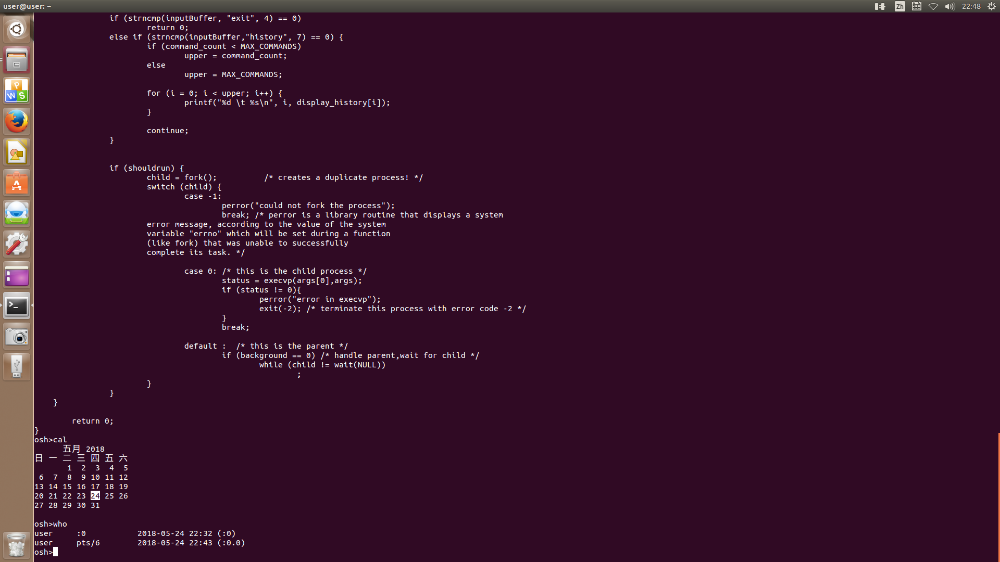 user@user: ~
Zh
22:48
if (strncmp(inputBuffer, "exit", 4) == 0)
return 0;
else if (strncmp(inputBuffer,"history", 7) == 0) {
if (command_count < MAX_COMMANDS)
upper = command_count;
else
upper = MAX_COMMANDS;
for (i = 0; i < upper; i++) {
printf("%d \t %s\n", i, display_history[i]);
}
continue;
}
if (shouldrun) {
child = fork();          /* creates a duplicate process! */
switch (child) {
case -1:
perror("could not fork the process");
break; /* perror is a library routine that displays a system
error message, according to the value of the system
variable "errno" which will be set during a function
(like fork) that was unable to successfully
complete its task. */
case 0: /* this is the child process */
status = execvp(args[0],args);
if (status != 0){
perror("error in execvp");
exit(-2); /* terminate this process with error code -2 */
}
break;
default :  /* this is the parent */
if (background == 0) /* handle parent,wait for child */
while (child != wait(NULL))
;
}
}
}
return 0;
}
osh>cal
五月 2018
日 一 二 三 四 五 六
1  2  3  4  5
6  7  8  9 10 11 12
13 14 15 16 17 18 19
20 21 22 23 24 25 26
27 28 29 30 31
osh>who
user     :0           2018-05-24 22:32 (:0)
user     pts/6        2018-05-24 22:43 (:0.0)
osh>